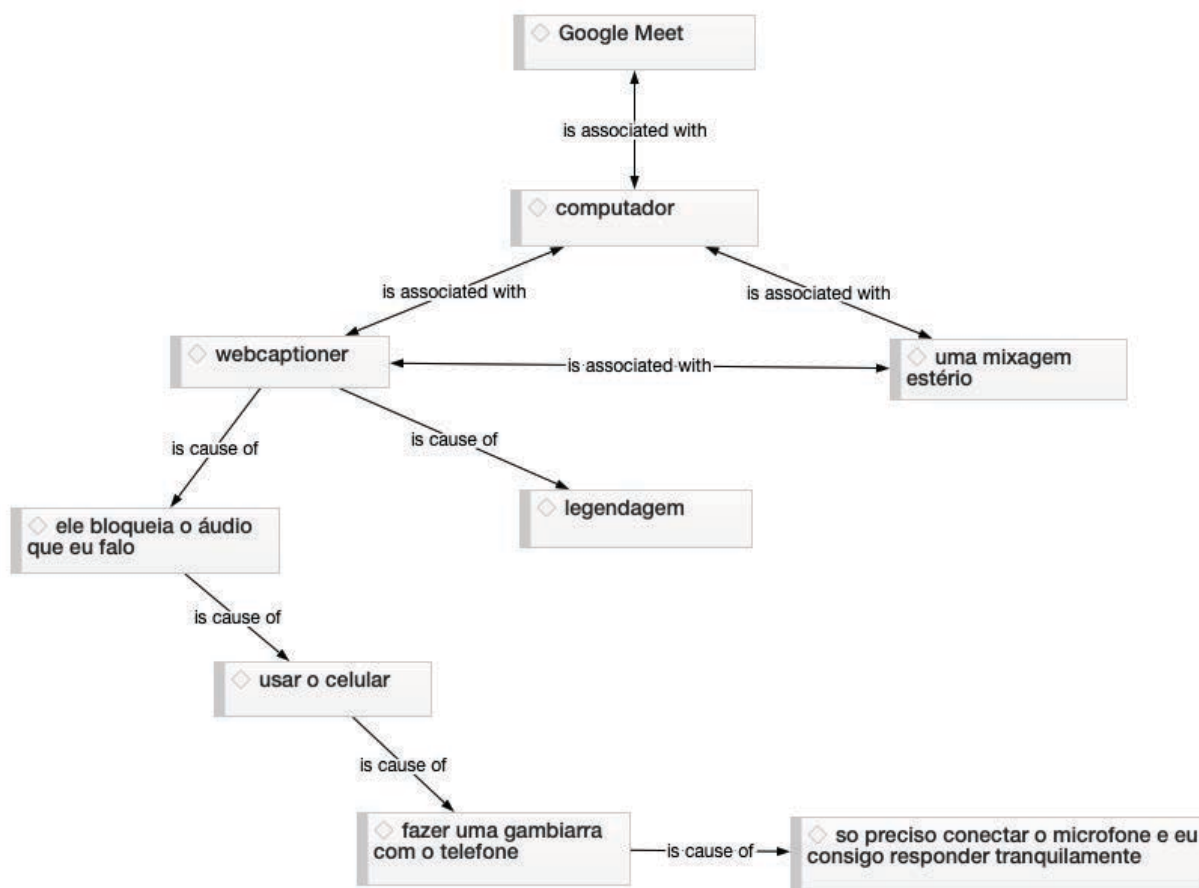 Google Meet
is associated with
computador
is associated with
is associated with
webcaptioner
is associated with
uma mixagem
estério
is cause of
is cause of
legendagem
ele bloqueia o áudio
que eu falo
is cause of
usar o celular
is cause of
fazer uma gambiarra
com o telefone
is cause of
so preciso conectar o microfone e eu
consigo responder tranquilamente